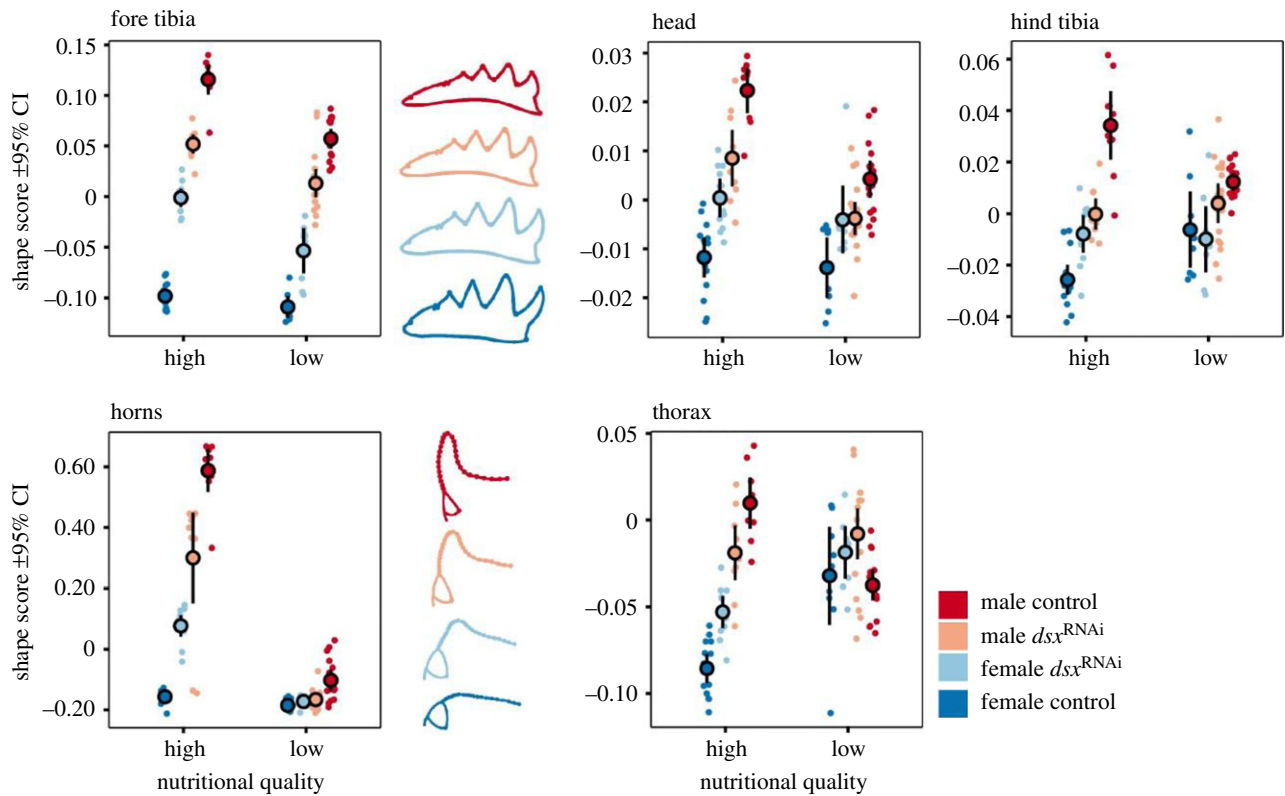 fore tibia
shape score ±95% CI
0.15
0.10
0.05
0
–0.05
–0.10
high
low
head
0.03
0.02
0.01
0
–0.01
–0.02
high
low
hind tibia
0.06
0.04
0.02
0
–0.02
–0.04
high
low
horns
shape score ±95% CI
0.60
0.40
0.20
0
–0.20
high
low
nutritional quality
thorax
0.05
0
–0.05
–0.10
high
low
nutritional quality
male control
male dsxRNAi
female dsxRNAi
female control